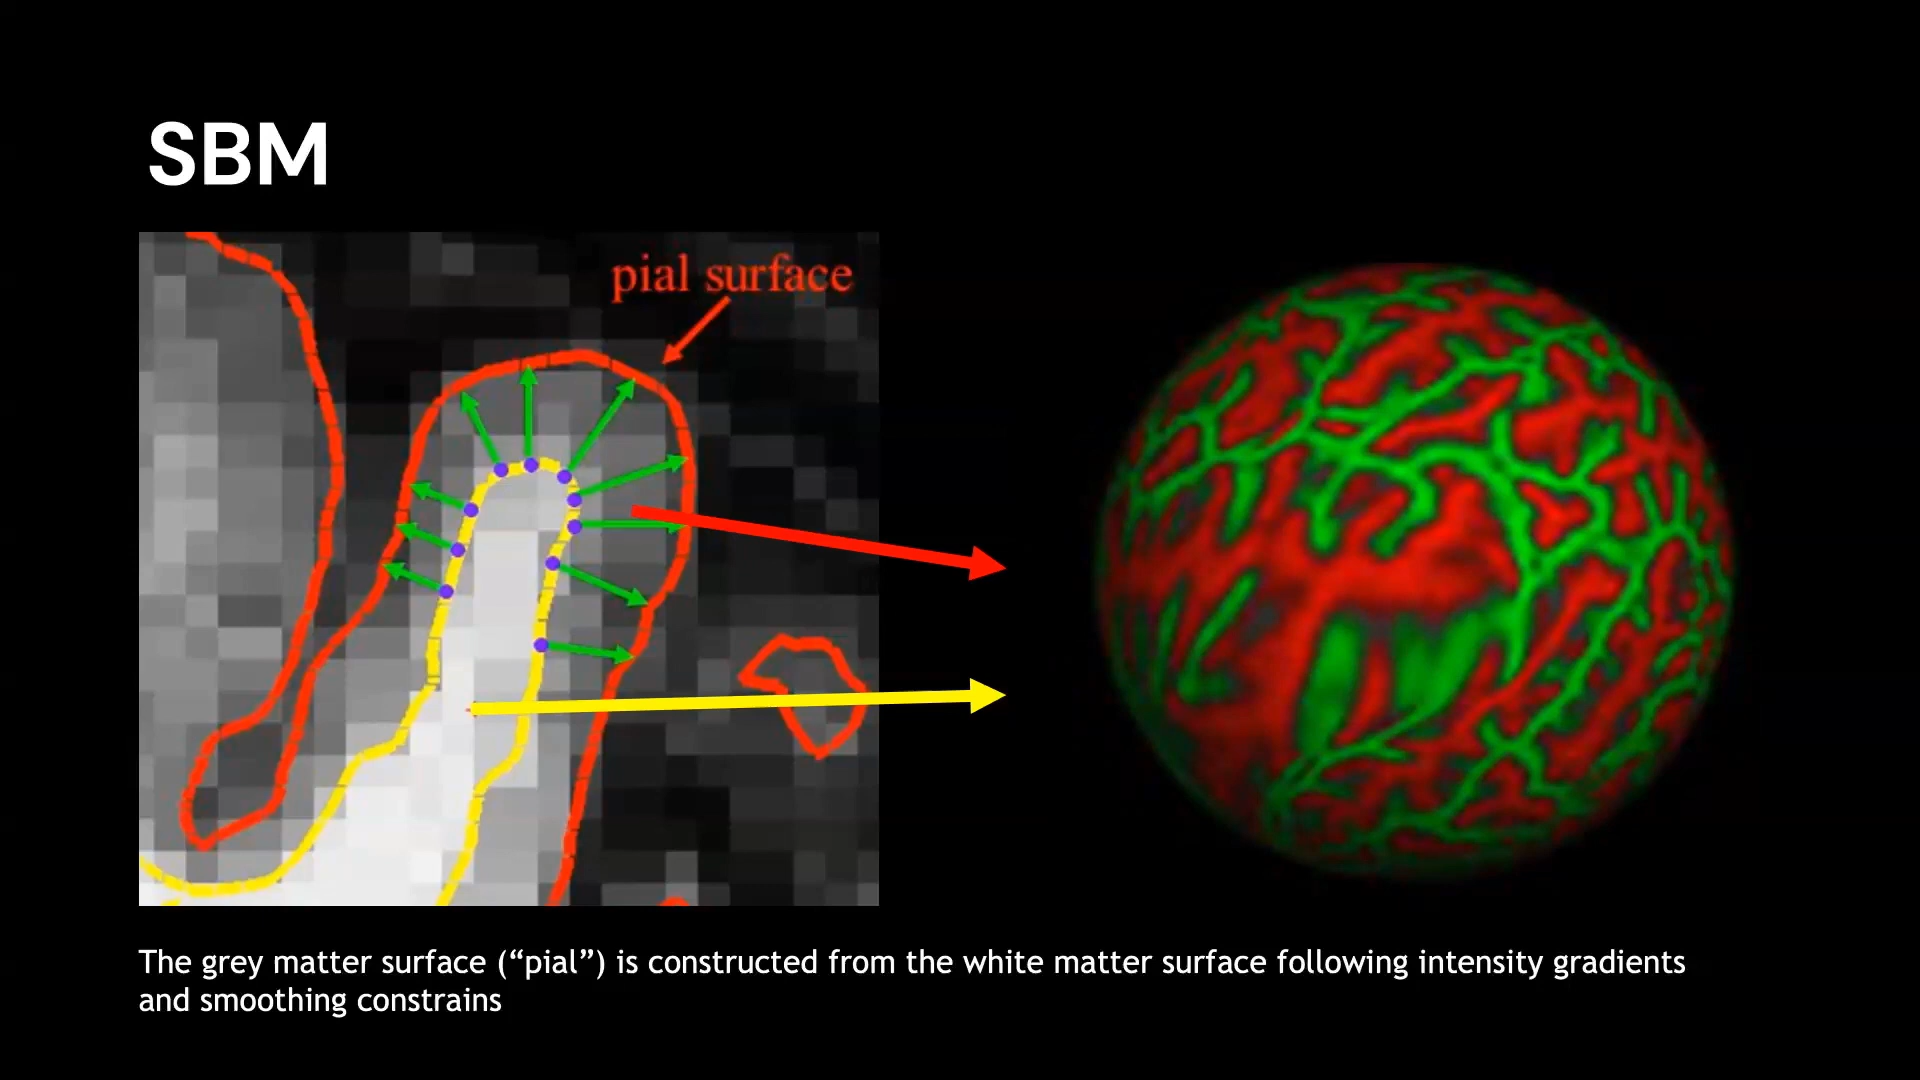 SBM
pial surface
The grey matter surface (“pial”) is constructed from the white matter surface following intensity gradients
and smoothing constrains